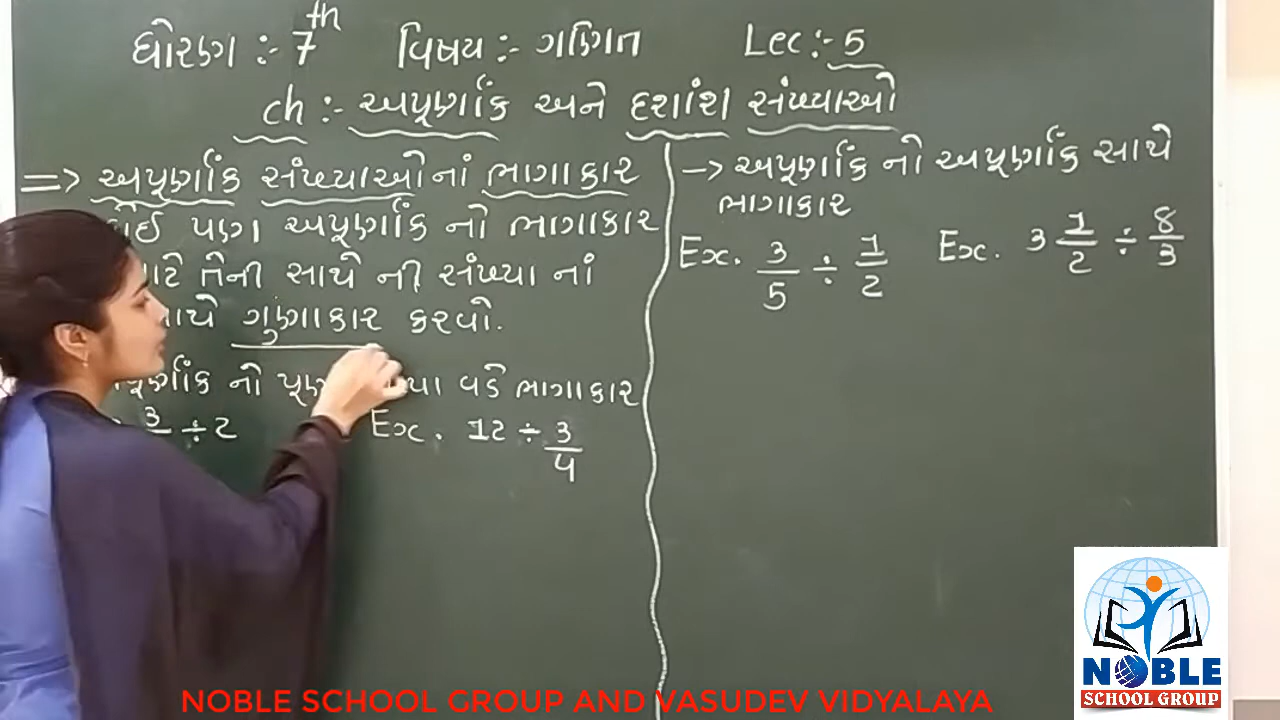 ધોરણ :- 7th વિષય :- ગણિત Lec :- 5
ch :- અપૂર્ણાંક અને દશાંશ સંખ્યાઓ
=> અપૂર્ણાંક સંખ્યાઓનાં ભાગાકાર
પણ અપૂર્ણાંક નો ભાગાકાર
તેની સાથે ની સંખ્યા નાં
ગુણાકાર કરવો.
નો વડે ભાગાકાર
3 ÷ 2 Ex. 12 ÷ 3/4
-> અપૂર્ણાંક નો અપૂર્ણાંક સાથે
ભાગાકાર
Ex. 3/5 ÷ 1/2 Ex. 3 1/2 ÷ 8/3
NOBLE
SCHOOL GROUP
NOBLE SCHOOL GROUP AND VASUDEV VIDYALAYA